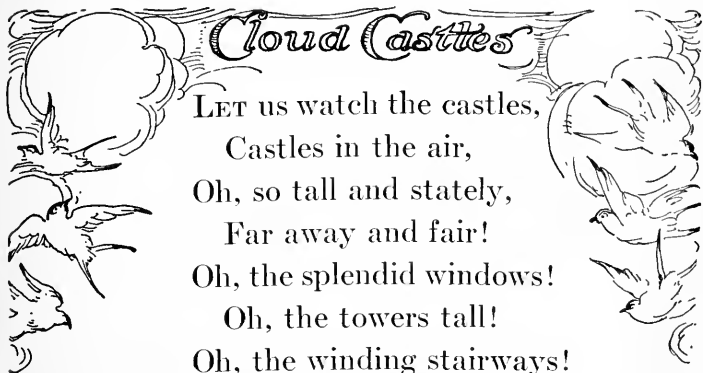 Cloud Castles
LET us watch the castles,
Castles in the air,
Oh, so tall and stately,
Far away and fair!
Oh, the splendid windows!
Oh, the towers tall!
Oh, the winding stairways!